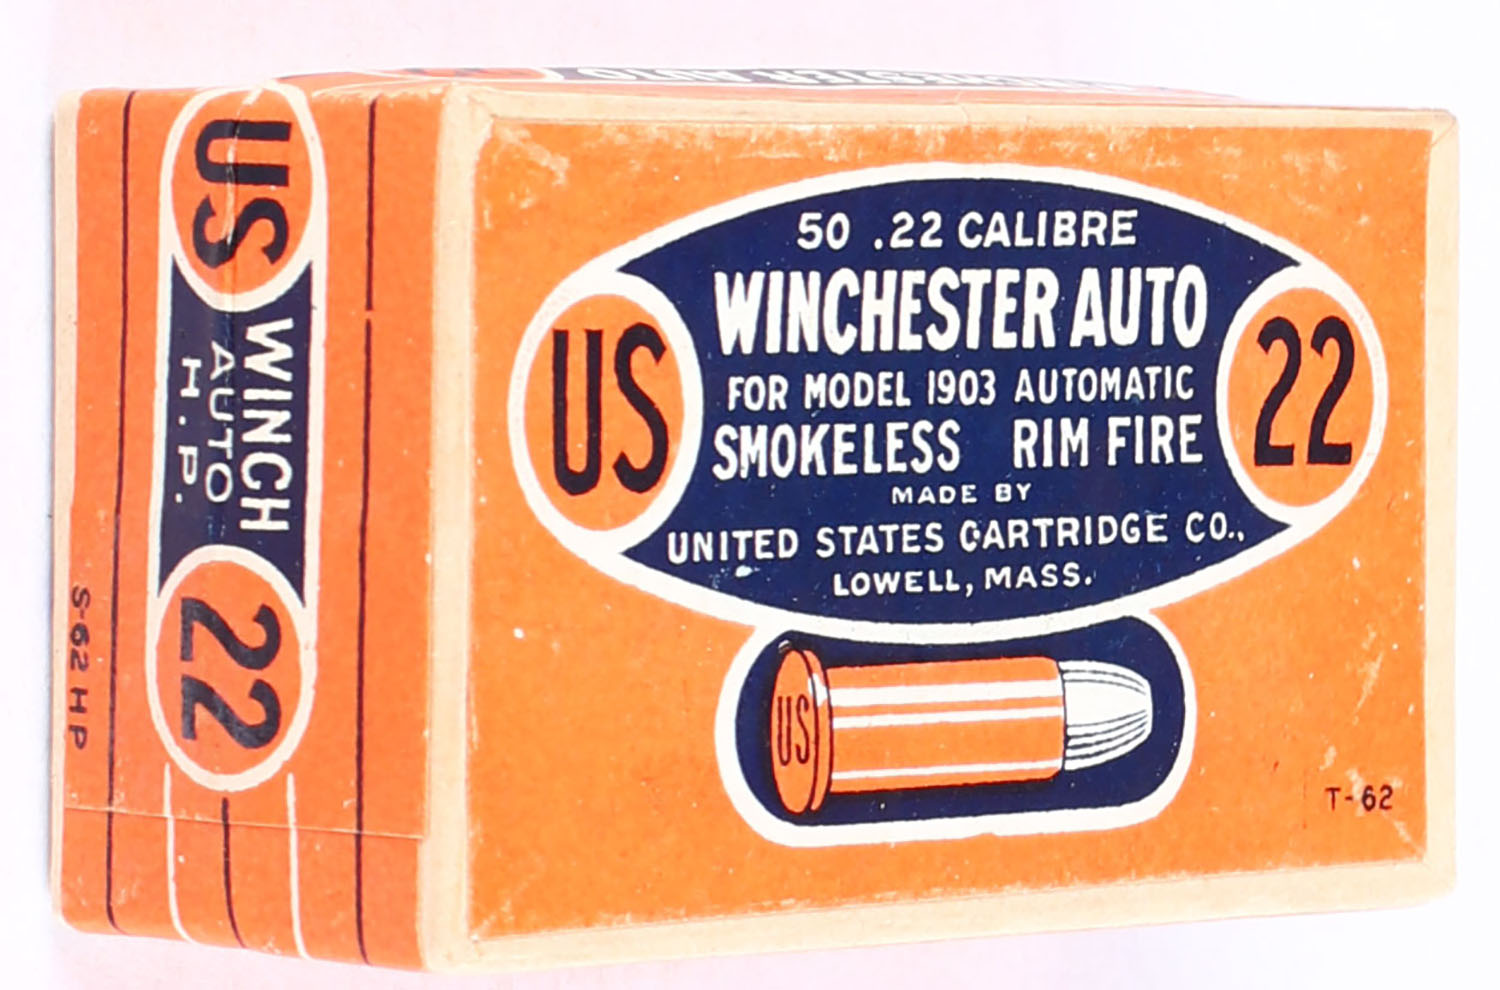 50 .22 CALIBRE
WINCHESTER AUTO
FOR MODEL 1903 AUTOMATIC
SMOKELESS RIM FIRE
MADE BY
UNITED STATES CARTRIDGE CO.,
LOWELL, MASS.
US
22
US
T-62
US
WINCH
AUTO
H.P.
22
S-62 HP